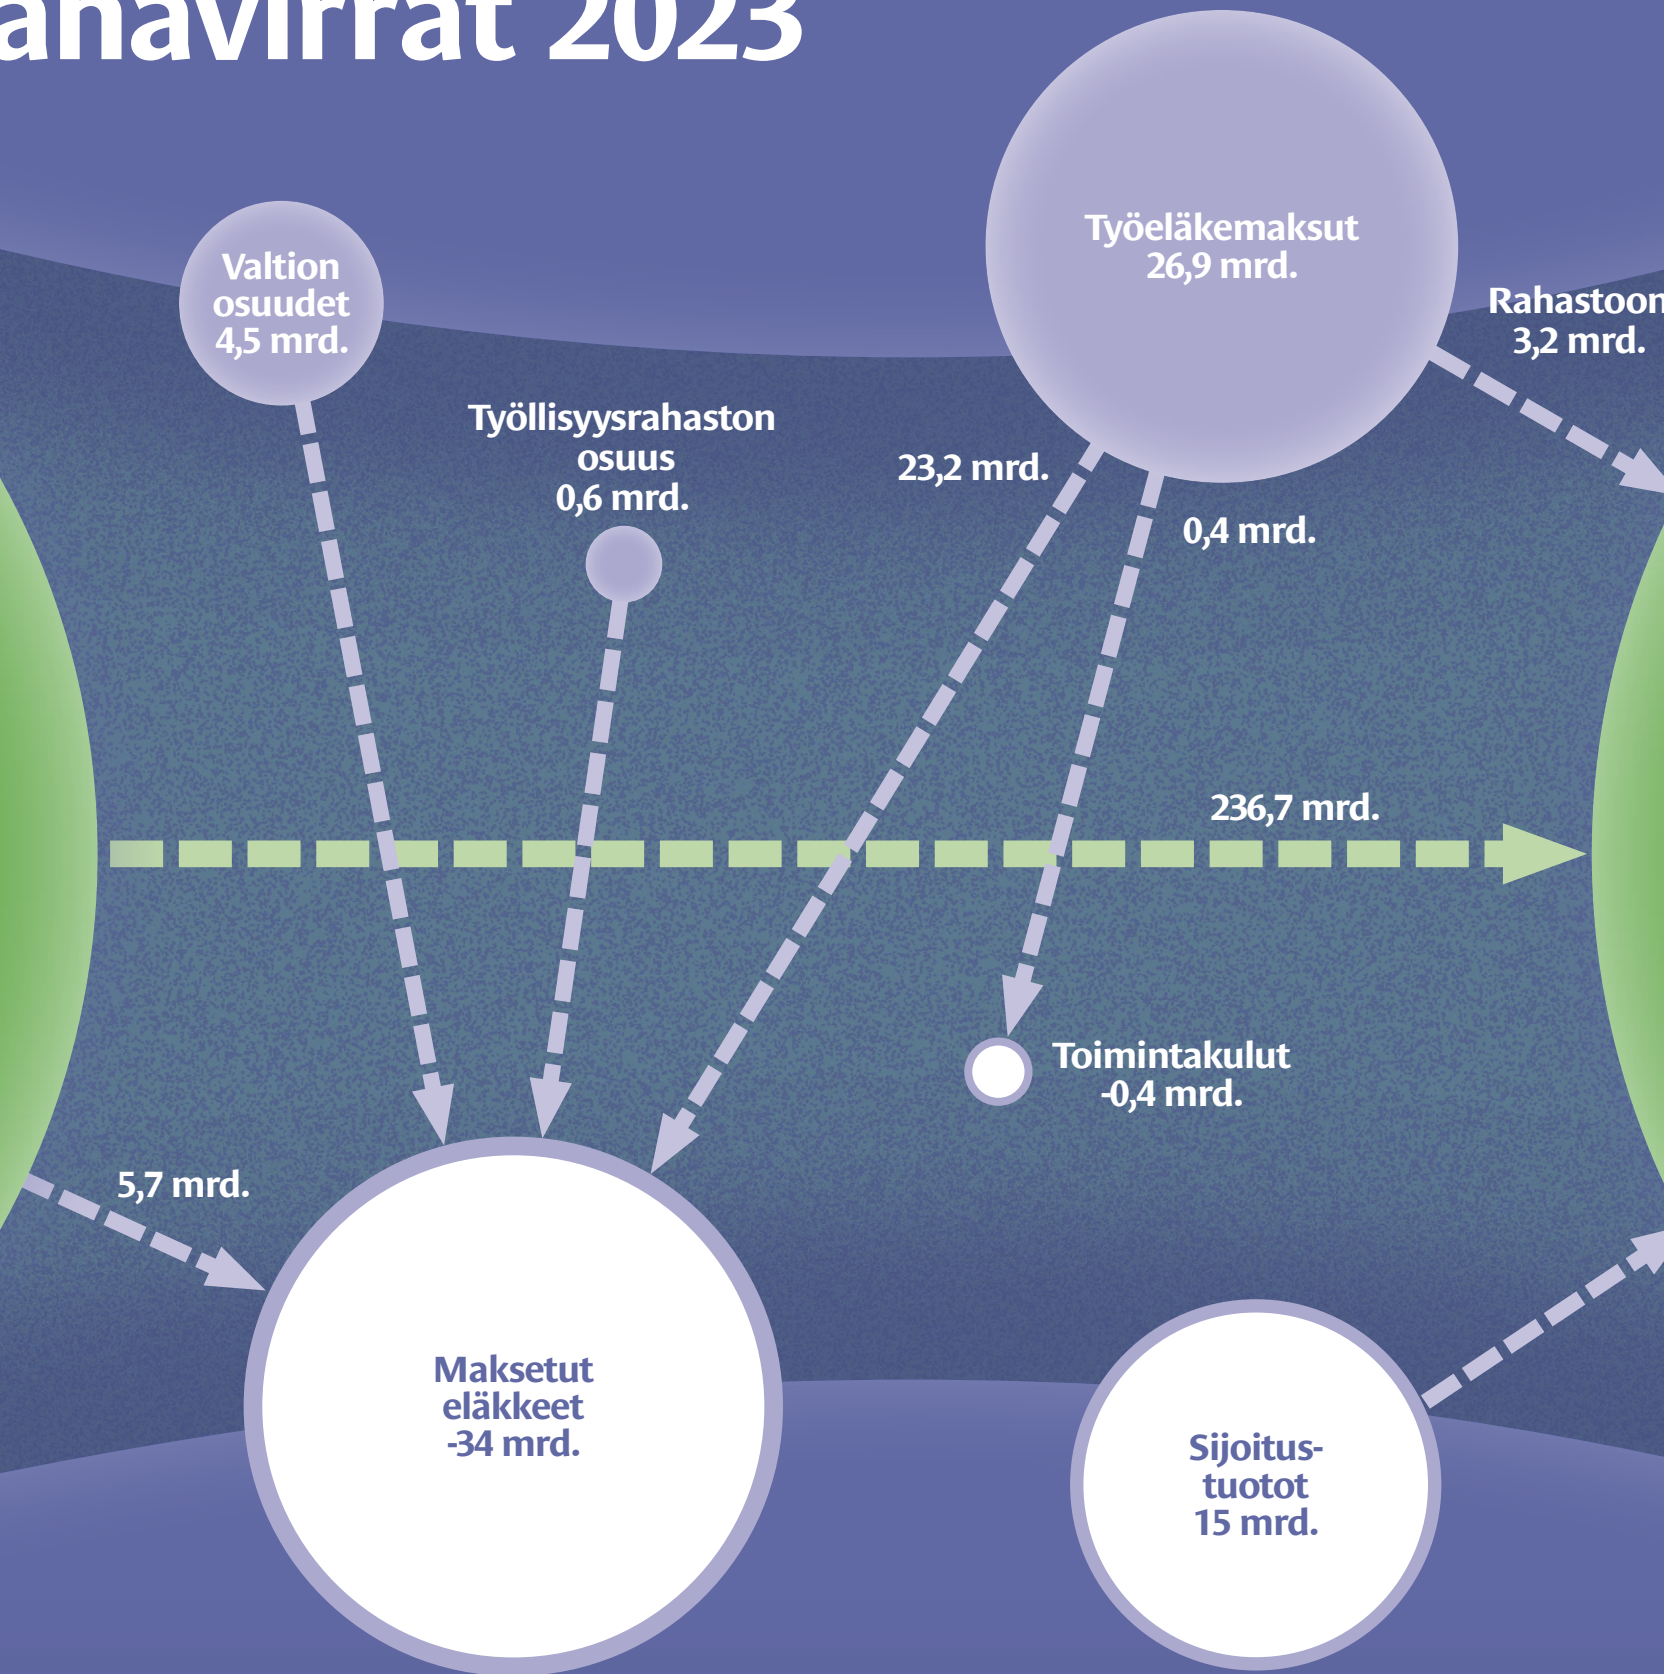 anavirrat 2023
Valtion
osuudet
4,5 mrd.
Työllisyysrahaston
osuus
0,6 mrd.
Työeläkemaksut
26,9 mrd.
Rahastoon
3,2 mrd.
23,2 mrd.
0,4 mrd.
236,7 mrd.
Toimintakulut
-0,4 mrd.
5,7 mrd.
Maksetut
eläkkeet
-34 mrd.
Sijoitus-
tuotot
15 mrd.